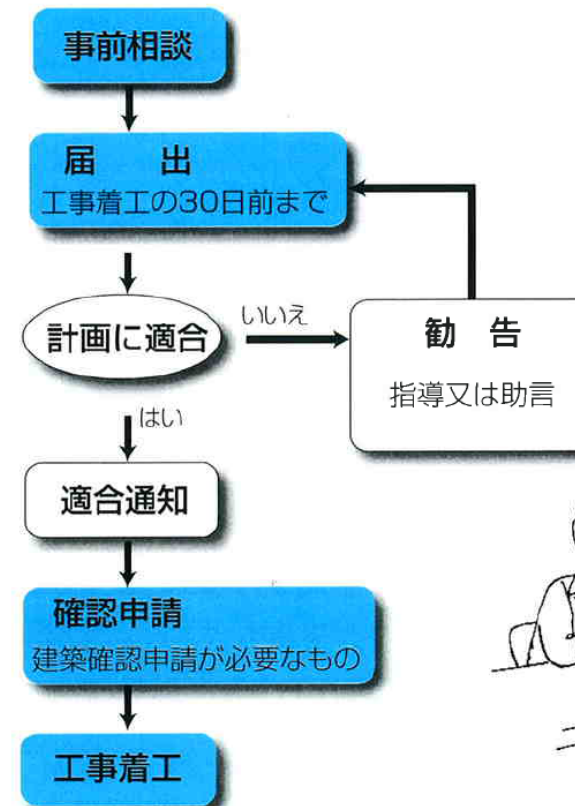 事前相談
届　出
工事着工の30日前まで
計画に適合
いいえ
勧　告
指導又は助言
はい
適合通知
確認申請
建築確認申請が必要なもの
工事着工